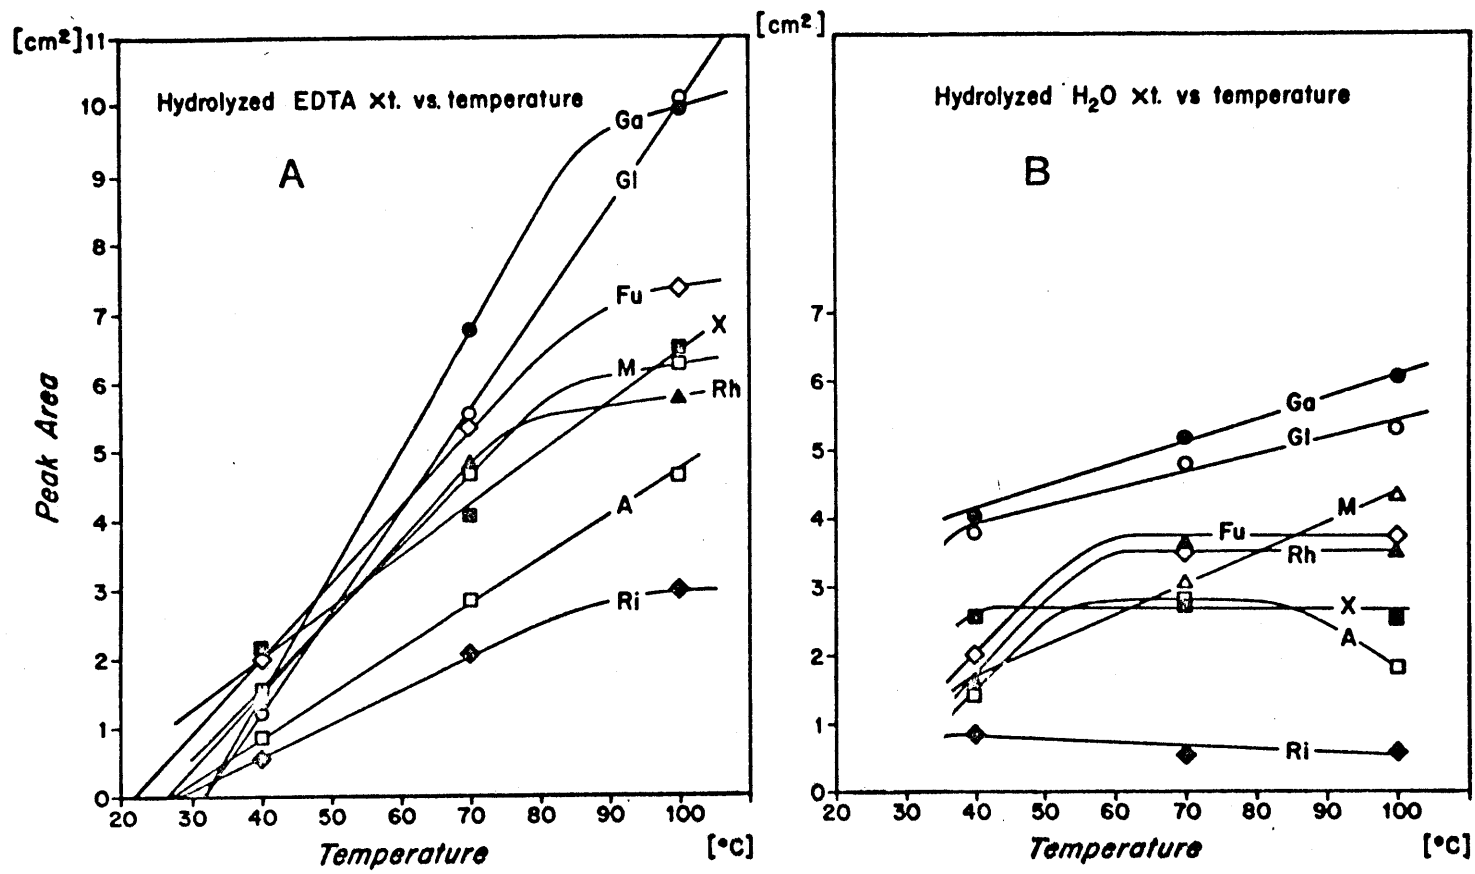 [cm²]
11
Hydrolyzed EDTA Xt. vs. temperature
A
10
9
8
7
6
5
4
3
2
1
0
Ga
Gl
Fu
X
M
Rh
A
Ri
Peak Area
20 30 40 50 60 70 80 90 100
Temperature [°C]
[cm²]
Hydrolyzed H₂O Xt. vs temperature
B
7
6
5
4
3
2
1
0
Ga
Gl
M
Fu
Rh
X
A
Ri
20 30 40 50 60 70 80 90 100
Temperature [°C]